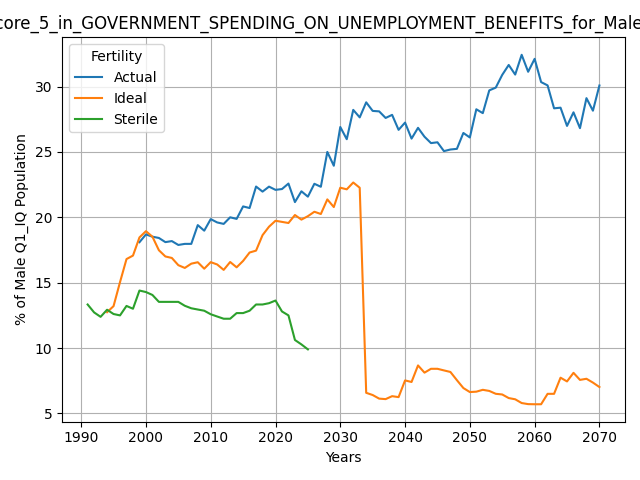 core_5_in_GOVERNMENT_SPENDING_ON_UNEMPLOYMENT_BENEFITS_for_Male
Fertility
Actual
Ideal
Sterile
% of Male Q1_IQ Population
30
25
20
15
10
5
1990 2000 2010 2020 2030 2040 2050 2060 2070
Years